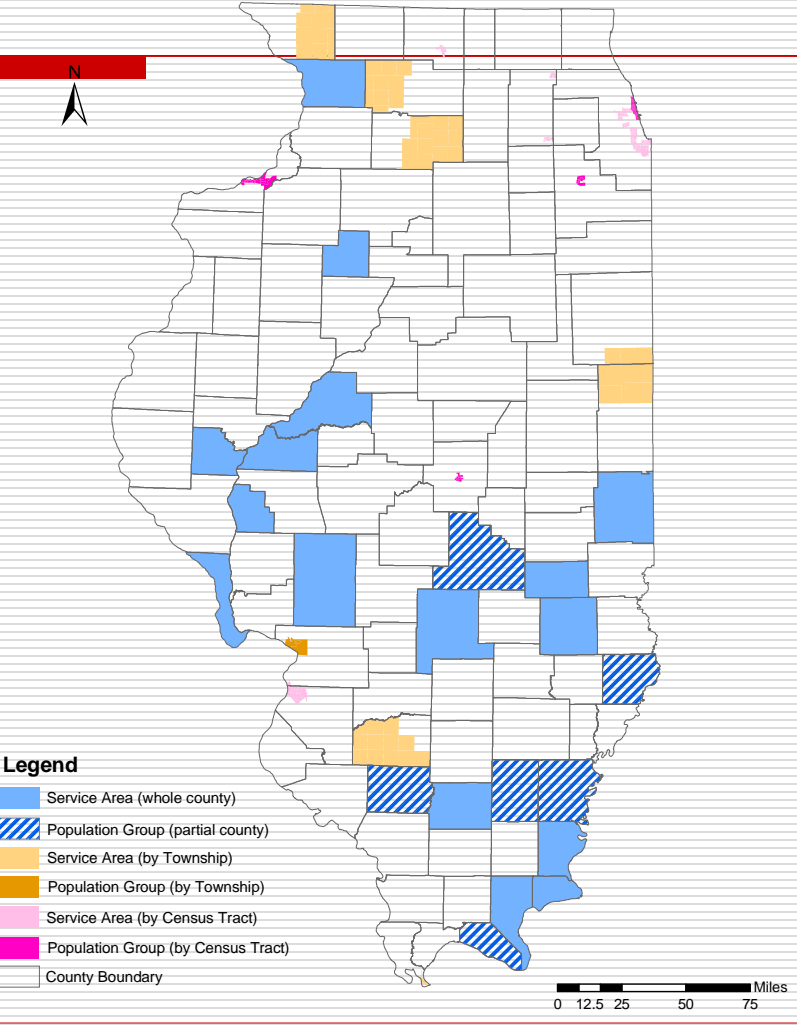 N
Legend
Service Area (whole county)
Population Group (partial county)
Service Area (by Township)
Population Group (by Township)
Service Area (by Census Tract)
Population Group (by Census Tract)
County Boundary
Miles
0 12.5 25 50 75